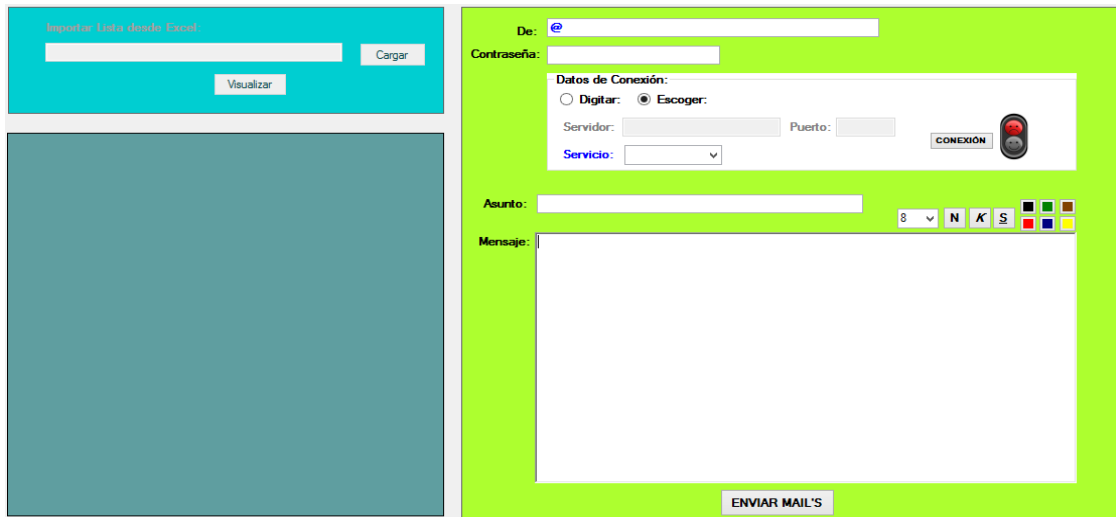 Importar Lista desde Excel:
Cargar
Visualizar
De: @
Contraseña:
Datos de Conexión:
Digitar: Escoger:
Servidor: Puerto:
CONEXIÓN
Servicio:
Asunto:
8 N K S
Mensaje:
ENVIAR MAIL'S